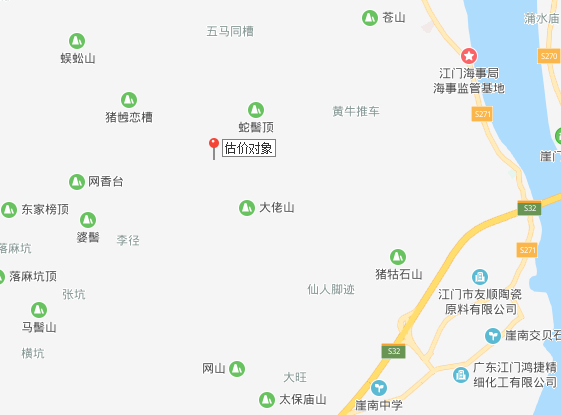 苍山
蒲水庙
五马同槽
蜈蚣山
S270
江门海事局
海事监管基地
猪乸恋槽
黄牛推车
S271
蛇髻顶
估价对象
崖门
网香台
东家榜顶
大佬山
S32
婆髻
李径
落麻坑
S271
落麻坑顶
猪牯石山
张坑
仙人脚迹
江门市友顺陶瓷
原料有限公司
马髻山
崖南交贝石
横坑
S32
网山
大旺
广东江门鸿捷精
细化工有限公司
太保庙山
崖南中学